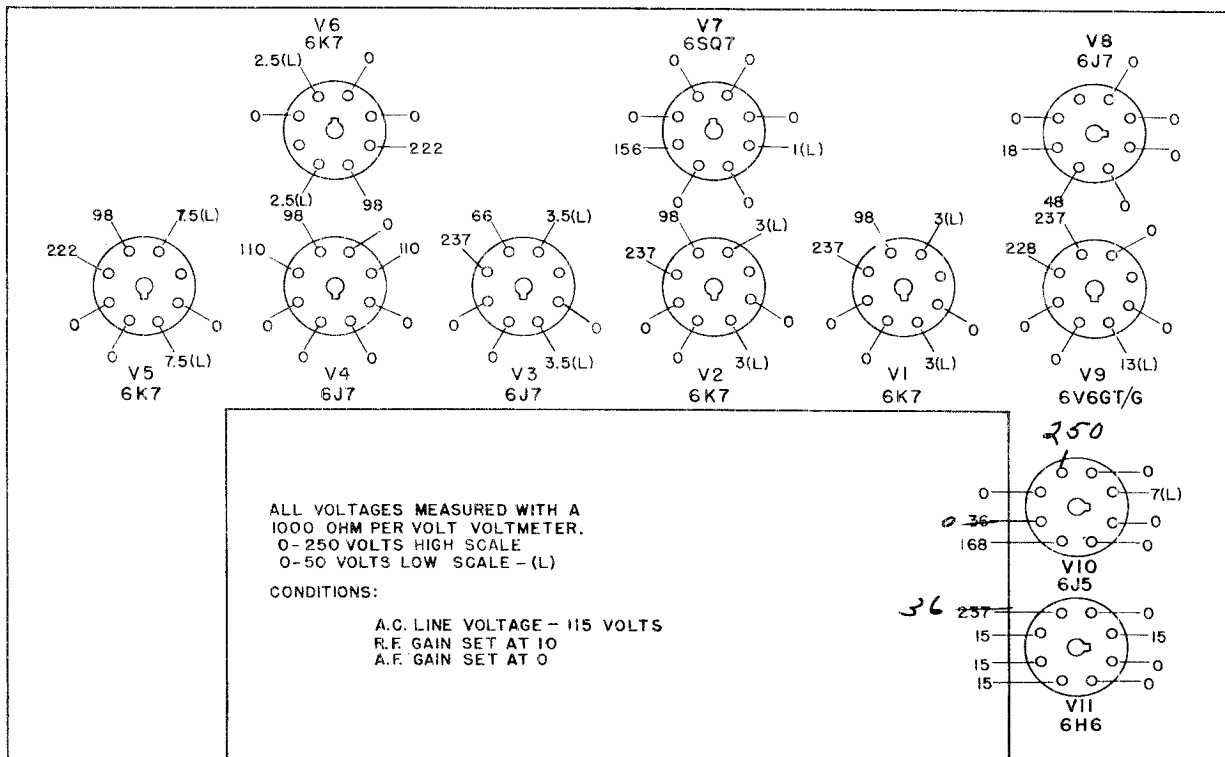 V6
6K7
2.5(L) 0
0 0
222
2.5(L) 98
V7
6SQ7
0 0
0 0
156 1(L)
0 0
V8
6J7
0
0 0
18 0
48 0
98 7.5(L)
222
0 0
0 7.5(L)
V5
6K7
98 0
110 110
0 0
0 0
V4
6J7
66 3.5(L)
237
0 0
0 3.5(L)
V3
6J7
98 3(L)
237
0 0
0 3(L)
V2
6K7
98 3(L)
237
0 0
0 3(L)
V1
6K7
237 0
228
0 0
0 13(L)
V9
6V6GT/G
250
0
0 7(L)
0 36 0
168 0
V10
6J5
36 237 0
15 15
15 0
15 0
V11
6H6
ALL VOLTAGES MEASURED WITH A
1000 OHM PER VOLT VOLTMETER.
0-250 VOLTS HIGH SCALE
0-50 VOLTS LOW SCALE-(L)
CONDITIONS:
A.C. LINE VOLTAGE - 115 VOLTS
R.F. GAIN SET AT 10
A.F. GAIN SET AT 0